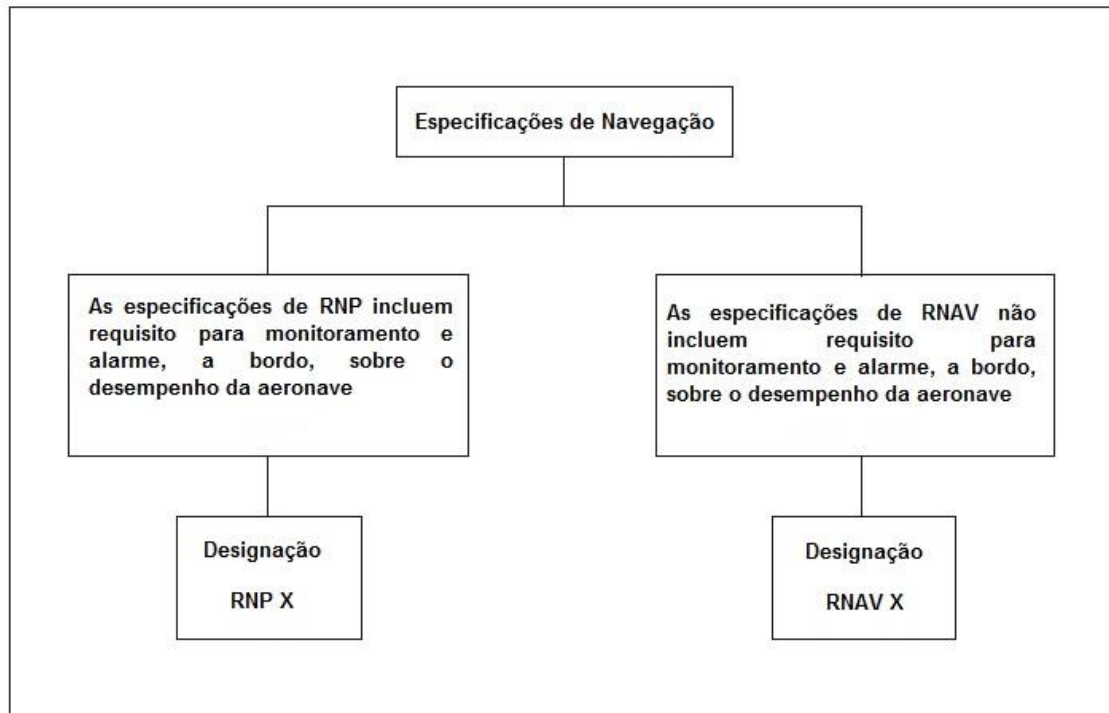 Especificações de Navegação
As especificações de RNP incluem
requisito para monitoramento e
alarme, a bordo, sobre o
desempenho da aeronave
As especificações de RNAV não
incluem requisito para
monitoramento e alarme, a bordo,
sobre o desempenho da aeronave
Designação
RNP X
Designação
RNAV X